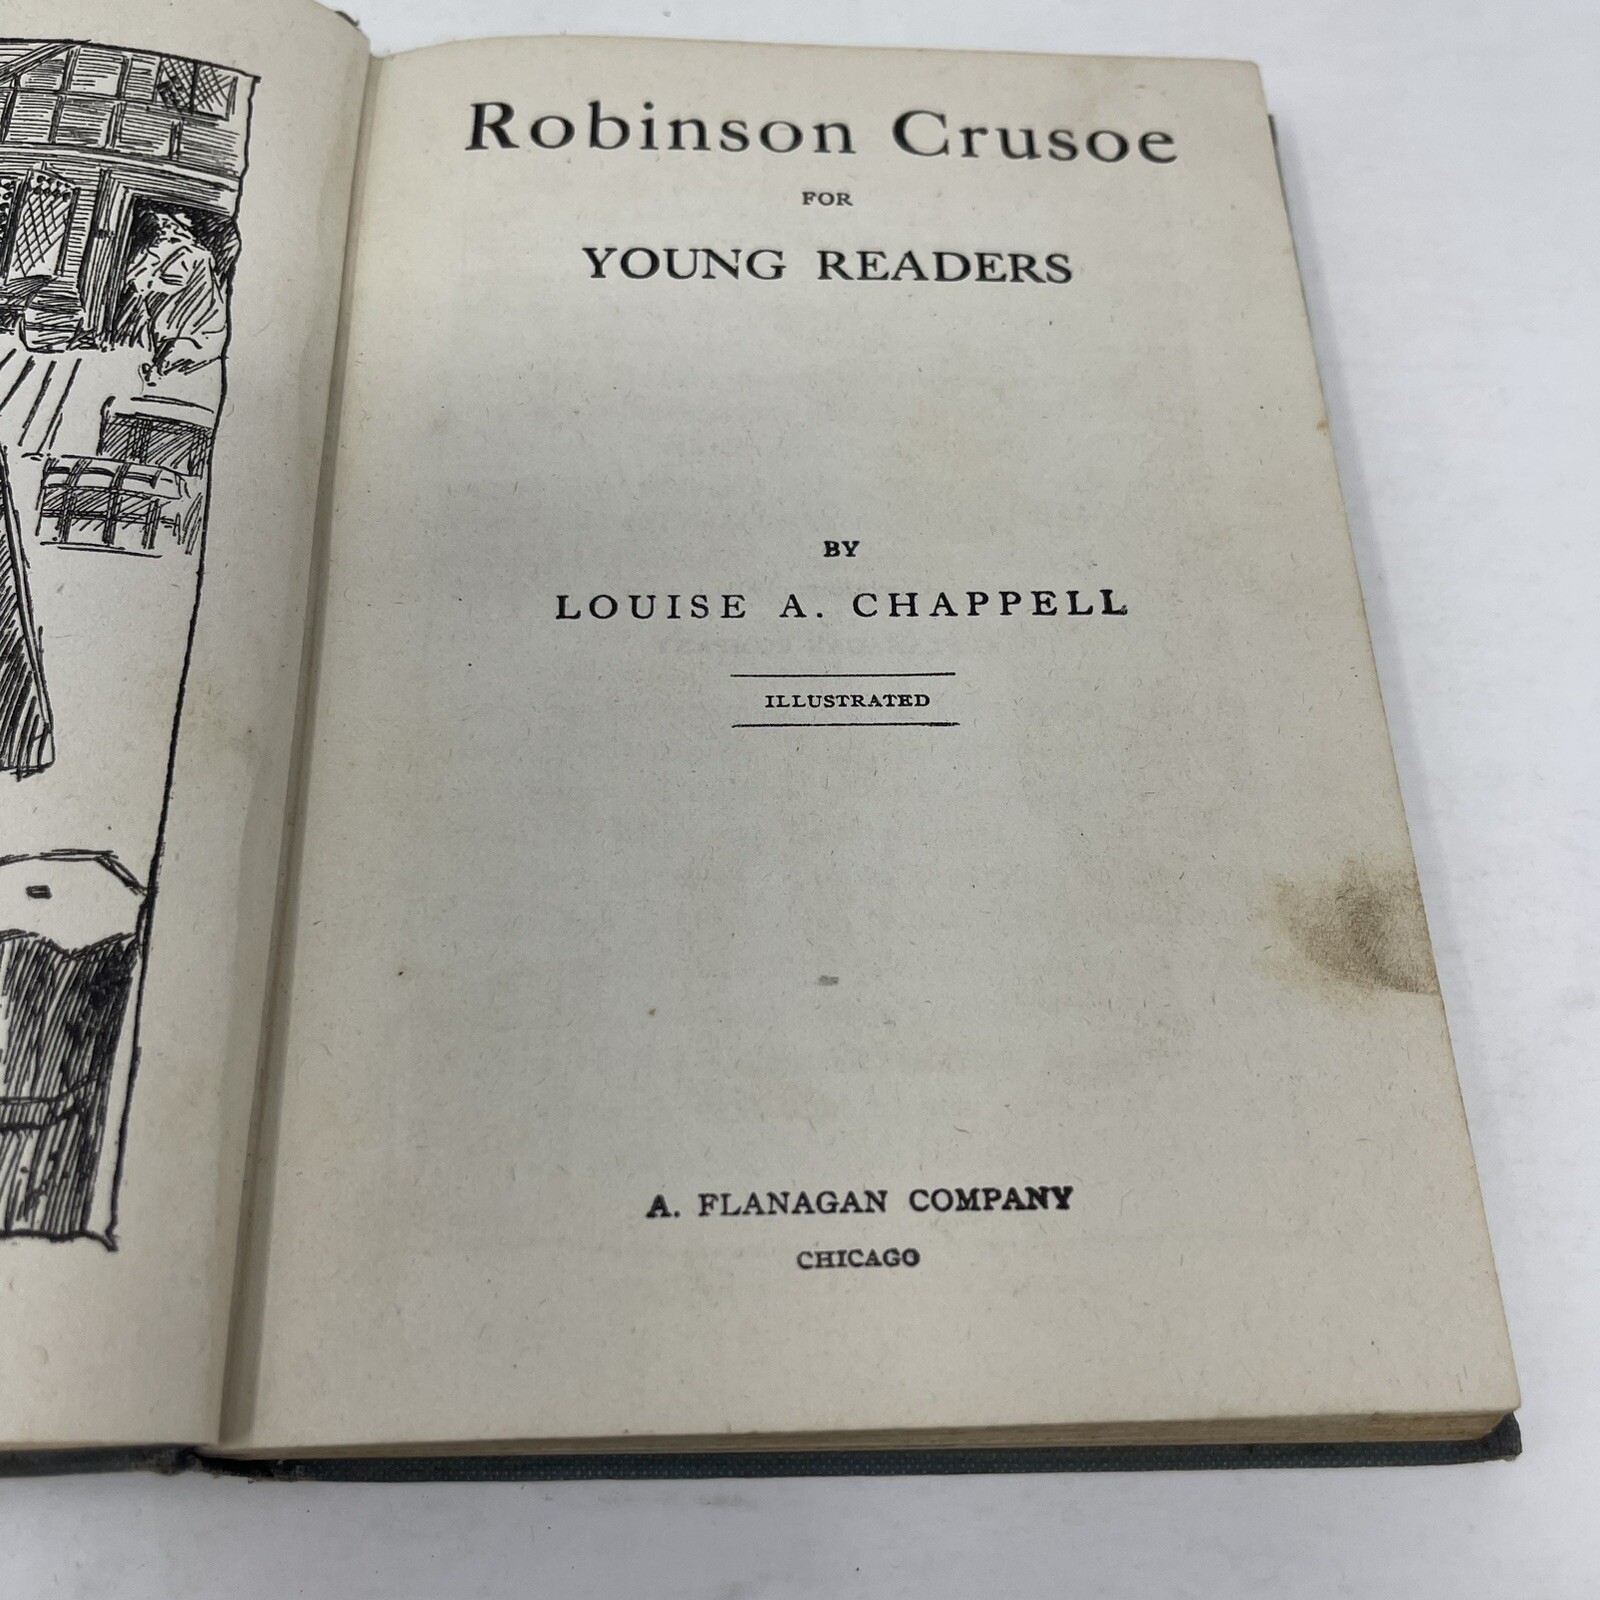 Robinson Crusoe
FOR
YOUNG READERS
BY
LOUISE A. CHAPPELL
ILLUSTRATED
A. FLANAGAN COMPANY
CHICAGO